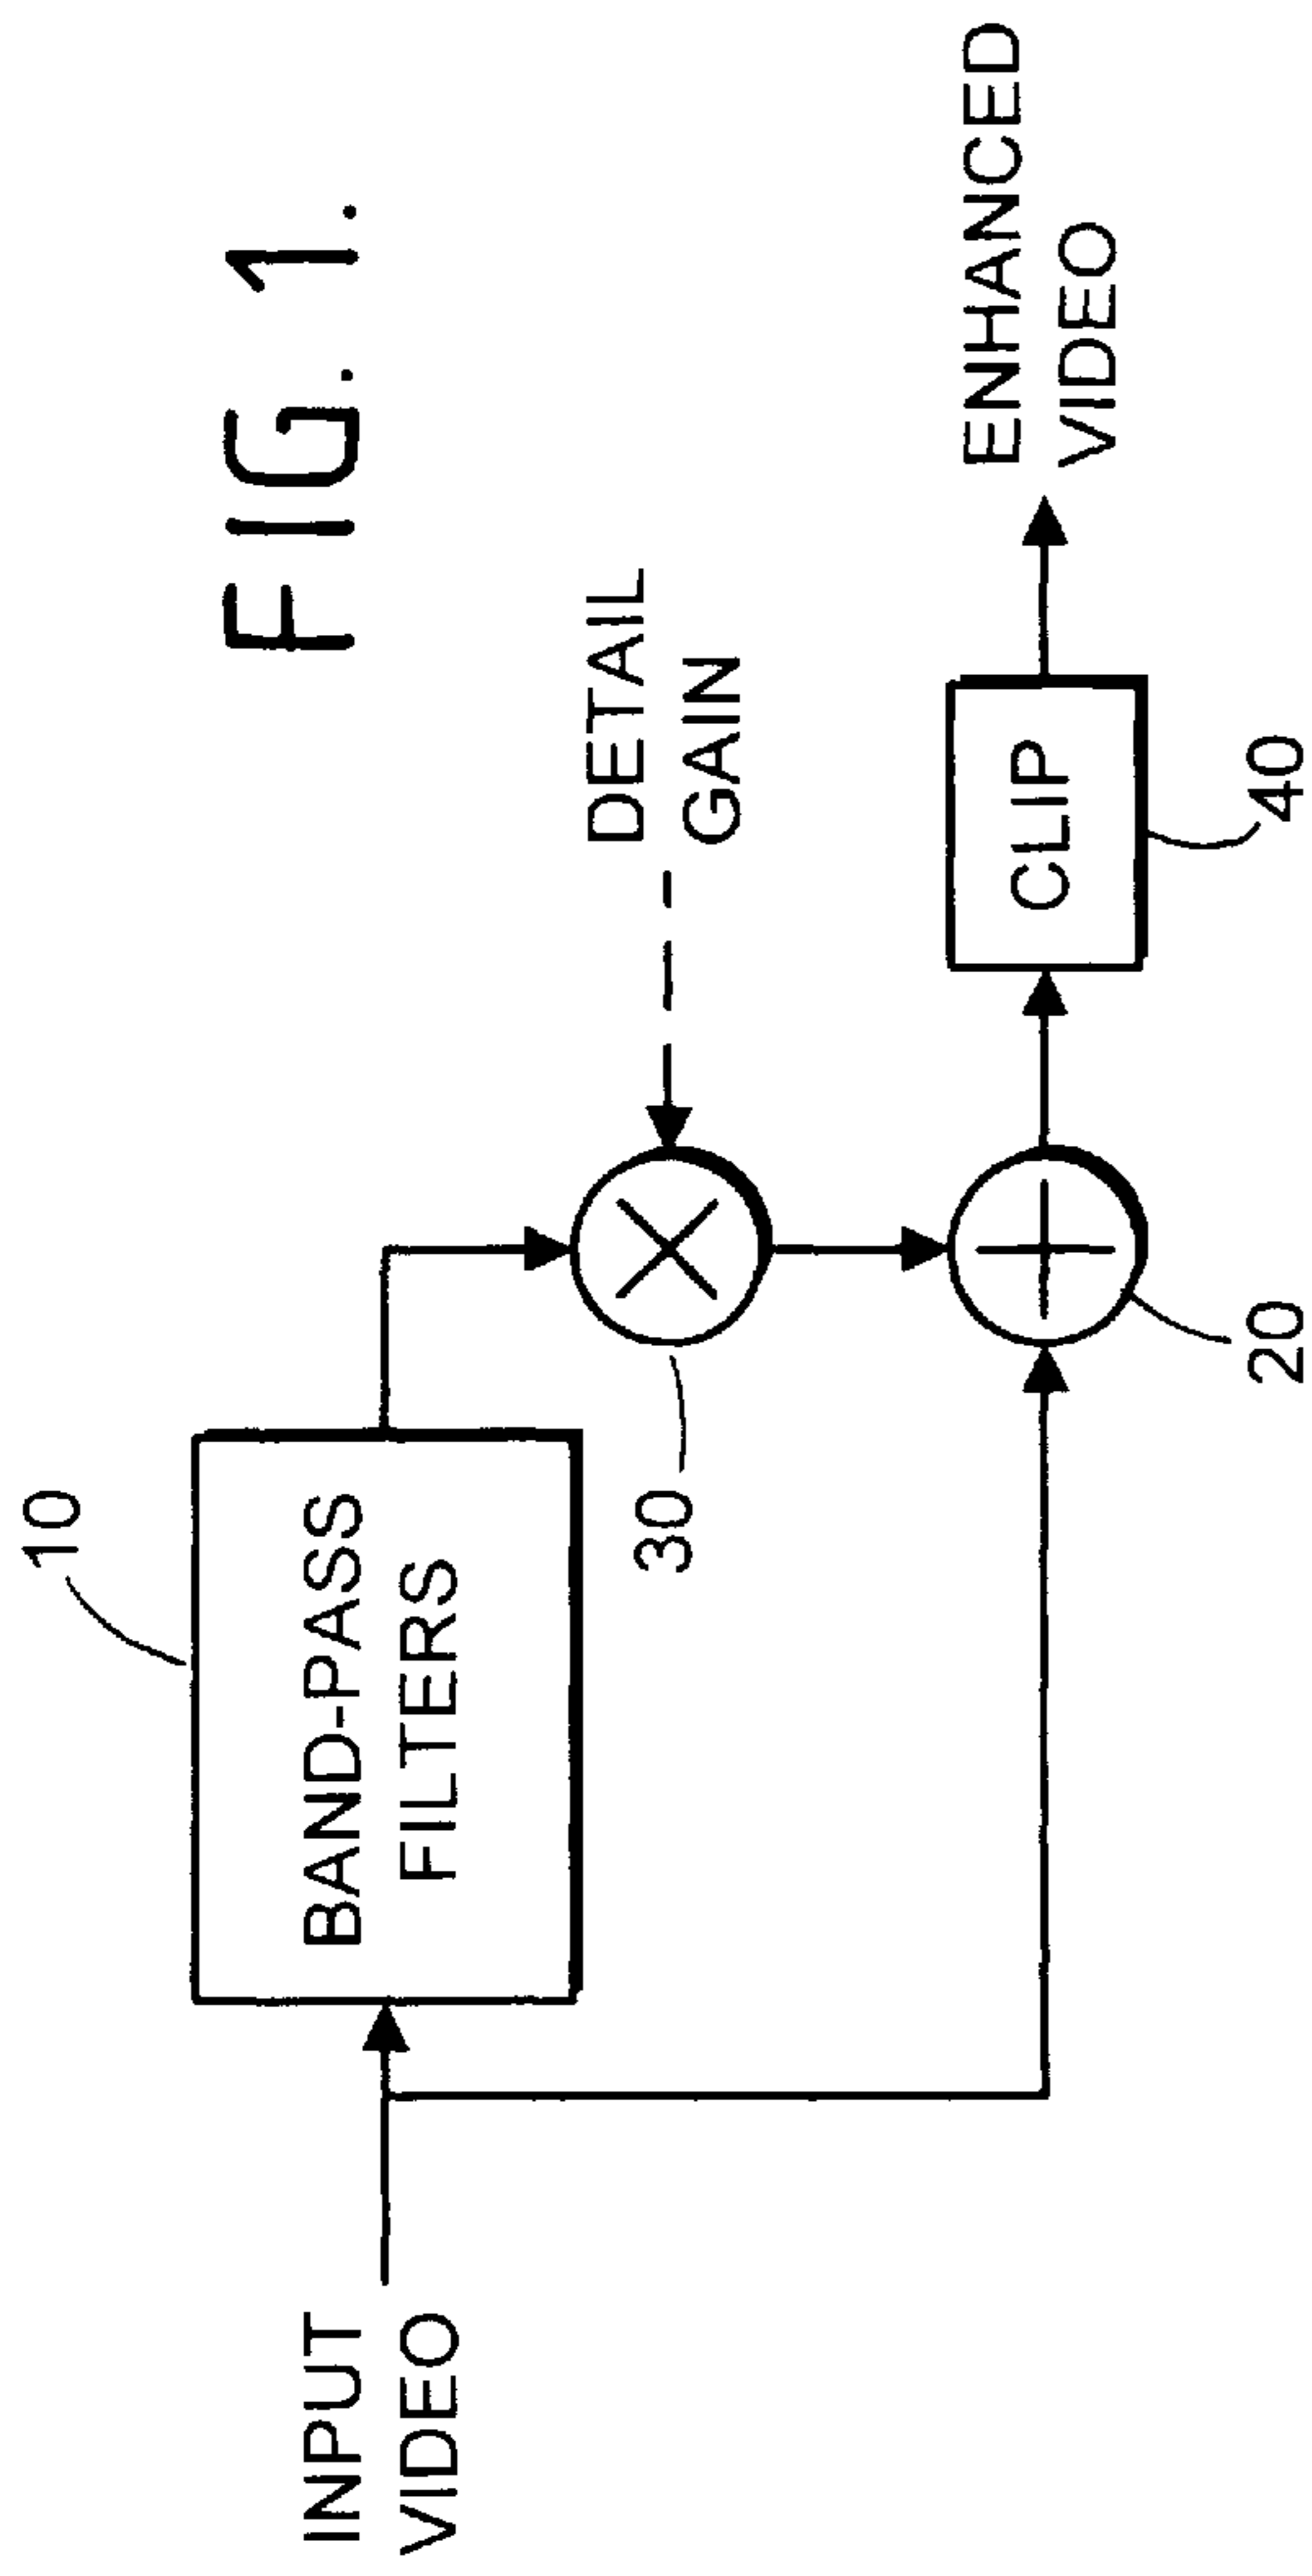 FIG. 1.
10
BAND-PASS
FILTERS
INPUT
VIDEO
30
DETAIL
GAIN
20
CLIP
40
ENHANCED
VIDEO